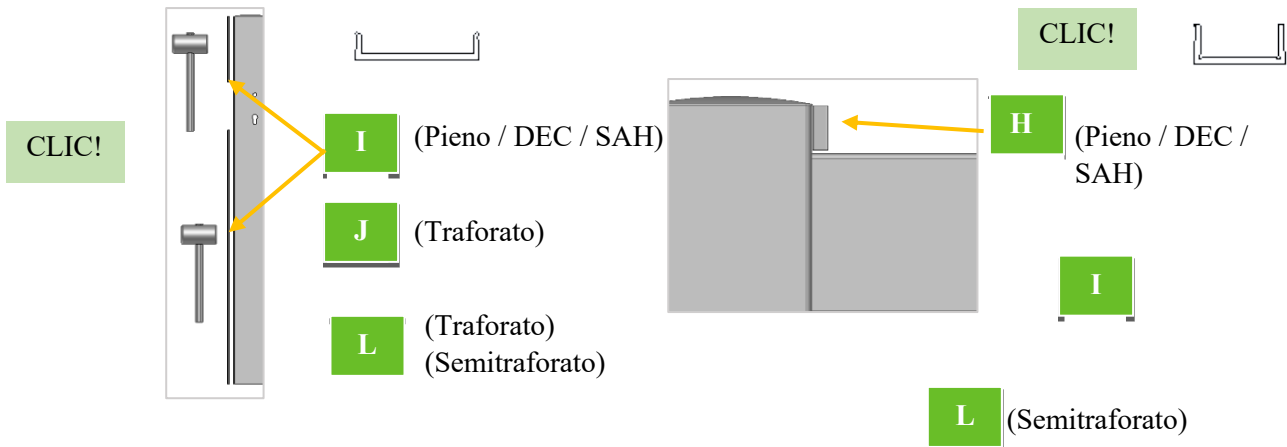 CLIC!
I
(Pieno / DEC / SAH)
J
(Traforato)
L
(Traforato)
(Semitraforato)
CLIC!
H
(Pieno / DEC /
SAH)
I
L
(Semitraforato)